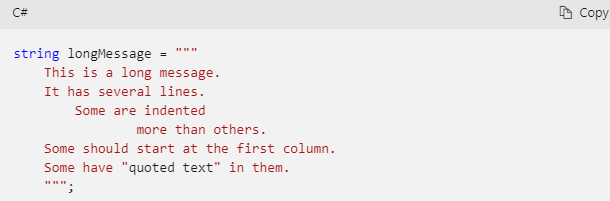 C#
Copy
string longMessage = """
    This is a long message.
    It has several lines.
        Some are indented
                more than others.
    Some should start at the first column.
    Some have "quoted text" in them.
    """;